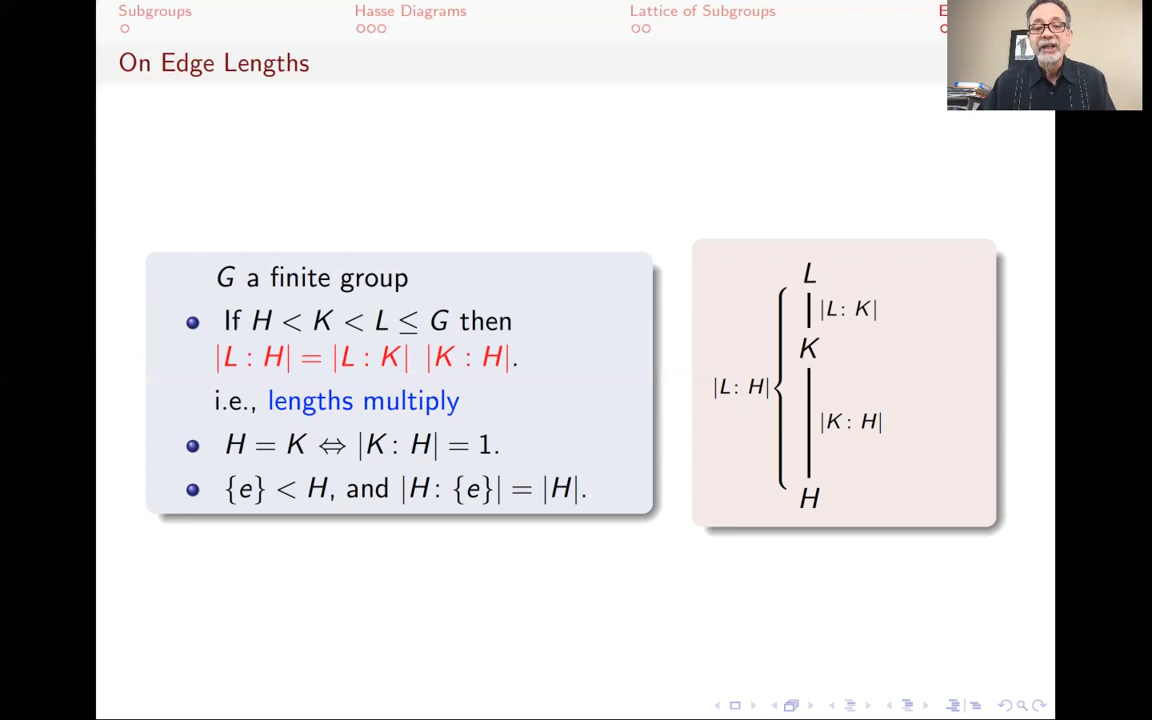 Subgroups
Hasse Diagrams
Lattice of Subgroups
E
On Edge Lengths
G a finite group
If H < K < L ≤ G then
|L : H| = |L : K| |K : H|.
i.e., lengths multiply
H = K ⇔ |K : H| = 1.
{e} < H, and |H : {e}| = |H|.
L
|L : K|
K
|L : H|
|K : H|
H